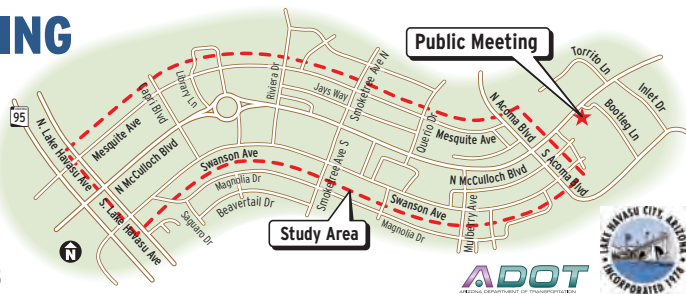 ING
Public Meeting
Torrito Ln
Inlet Dr
Bootleg Ln
N Acoma Blvd
S Acoma Blvd
Smoketree Ave N
Riviera Dr
Jays Way
Querio Dr
Library Ln
Capri Blvd
Mesquite Ave
Mesquite Ave
ARIZONA
95
N. Lake Havasu Ave
N McCulloch Blvd
N McCulloch Blvd
Swanson Ave
Swanson Ave
Smoketree Ave S
Magnolia Dr
Beavertail Dr
Saguaro Dr
S. Lake Havasu Ave
Mulberry Ave
Magnolia Dr
Study Area
N
ADOT
ARIZONA DEPARTMENT OF TRANSPORTATION
LAKE HAVASU CITY, ARIZONA
INCORPORATED 1978